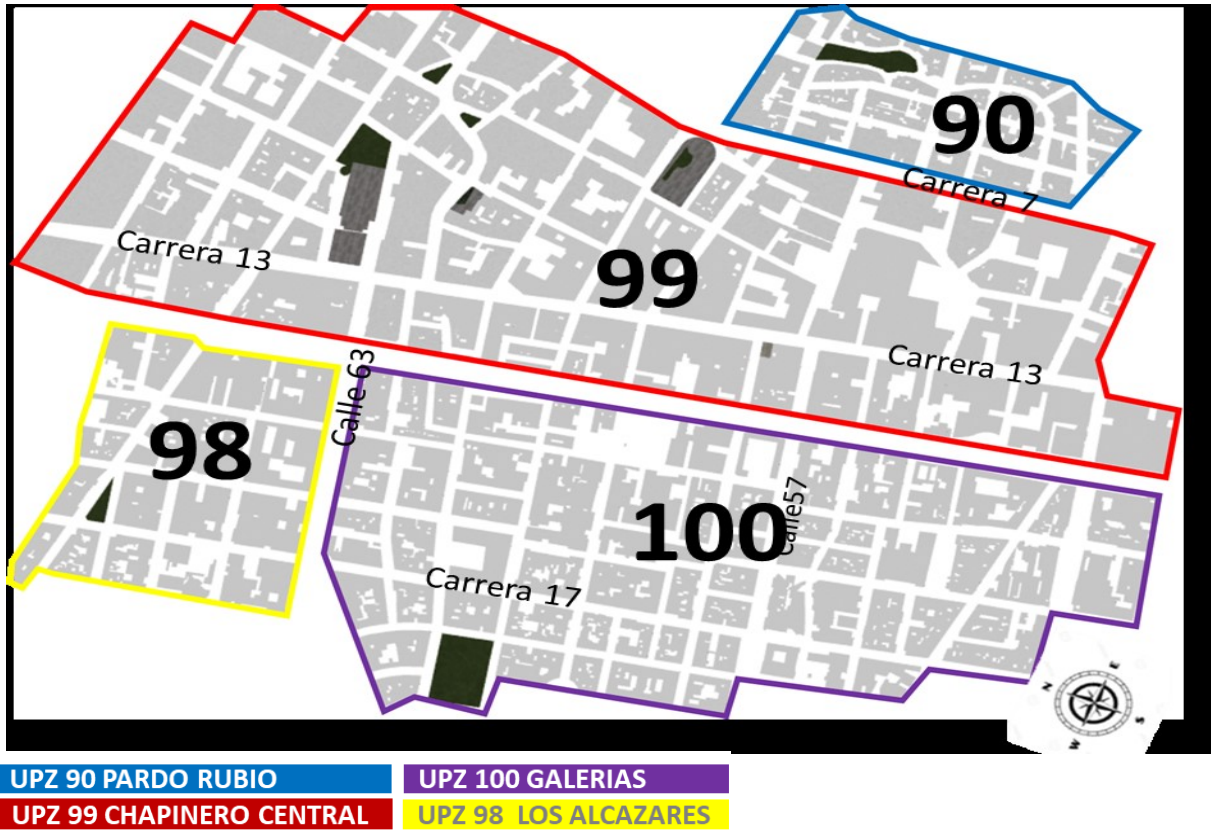 90
Carrera 7
Carrera 13
99
Carrera 13
Calle 63
98
100
Calle57
Carrera 17
N
E
S
W
UPZ 90 PARDO RUBIO
UPZ 100 GALERIAS
UPZ 99 CHAPINERO CENTRAL
UPZ 98 LOS ALCAZARES